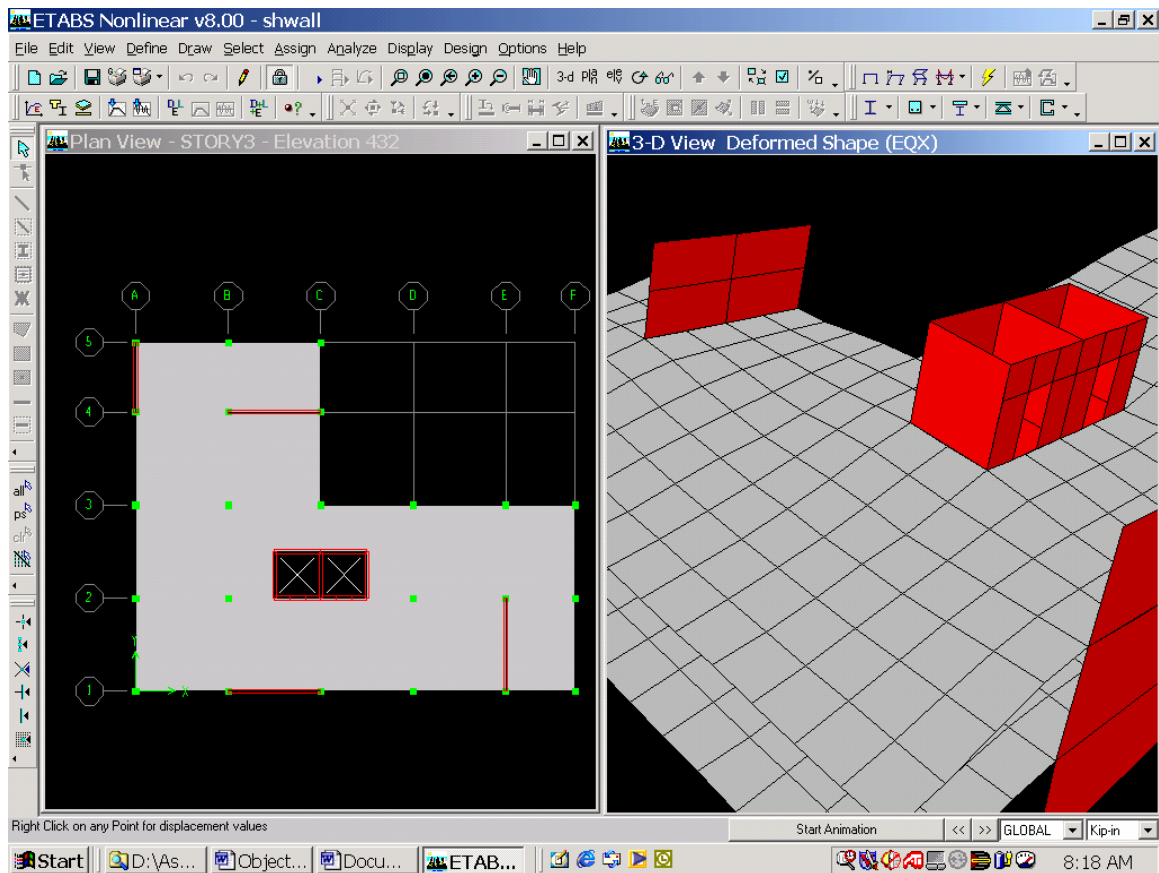 ETABS Nonlinear v8.00 - shwall
File Edit View Define Draw Select Assign Analyze Display Design Options Help
3-d
Plan View - STORY3 - Elevation 432
3-D View Deformed Shape (EQX)
A B C D E F
5
4
3
2
1
Y
X
all
ps
clr
Right Click on any Point for displacement values
Start Animation << >> GLOBAL Kip-in
Start D:\As... Object... Docu... ETAB... 8:18 AM